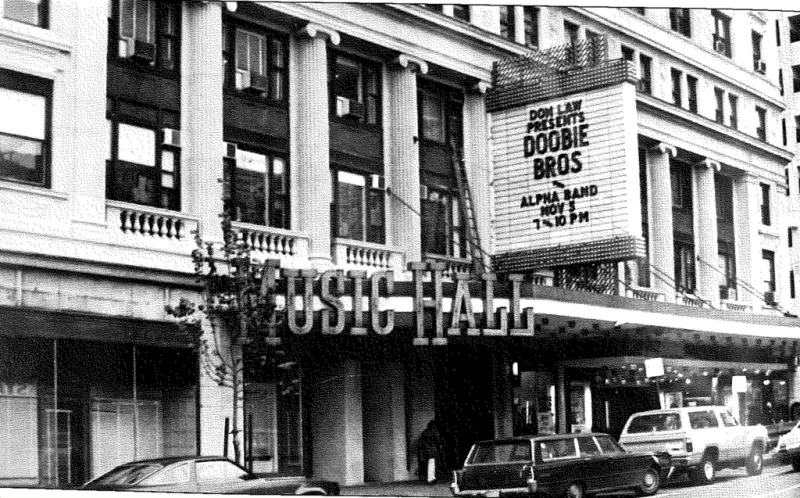 DON LAW
PRESENTS
DOOBIE
BROS
ALPHA BAND
NOV 5
7 & 10 PM
MUSIC HALL